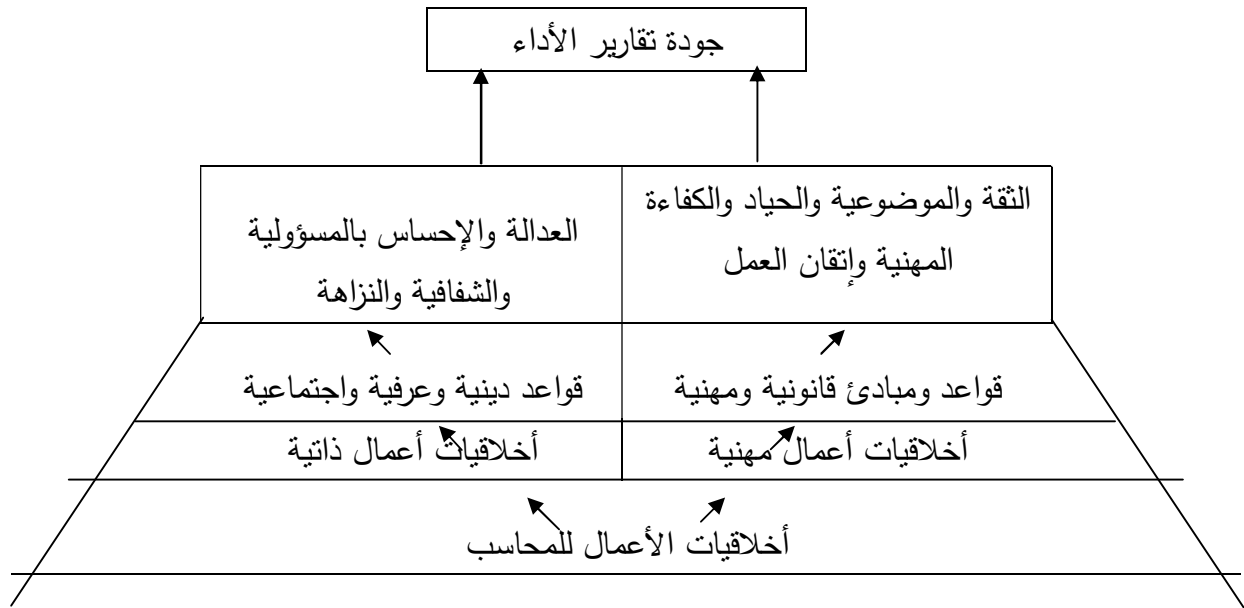 جودة تقارير الأداء
الثقة والموضوعية والحياد والكفاءة
المهنية وإتقان العمل
العدالة والإحساس بالمسؤولية
والشفافية والنزاهة
قواعد ومبادئ قانونية ومهنية
قواعد دينية وعرفية واجتماعية
أخلاقيات أعمال مهنية
أخلاقيات أعمال ذاتية
أخلاقيات الأعمال للمحاسب